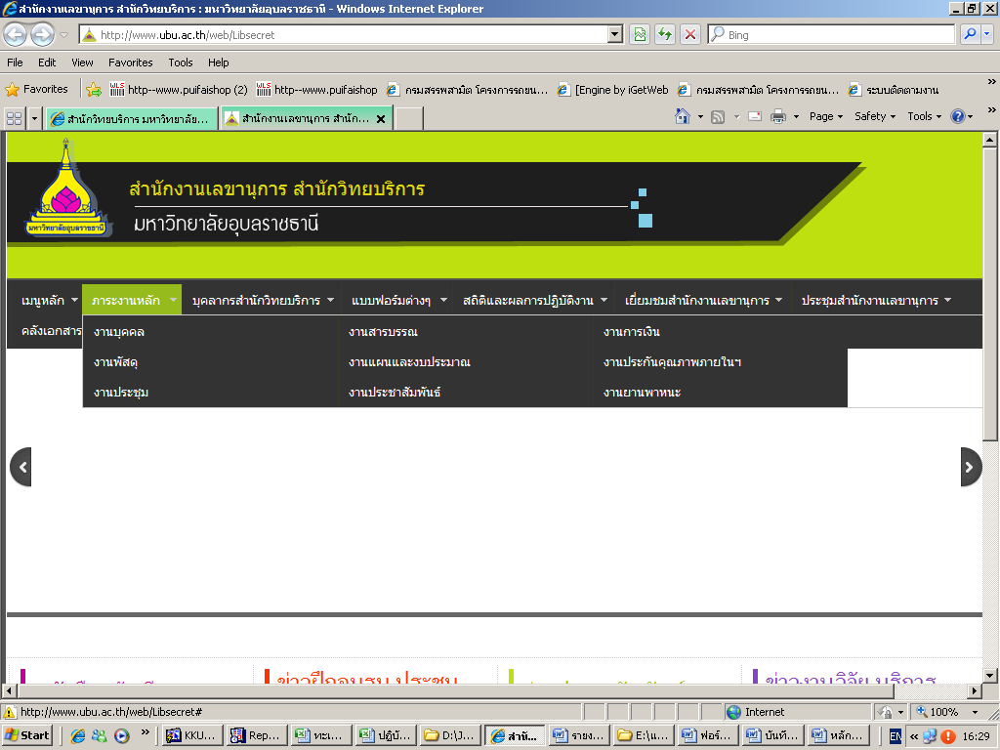 สำนักงานเลขานุการ สำนักวิทยบริการ : มหาวิทยาลัยอุบลราชธานี - Windows Internet Explorer
http://www.ubu.ac.th/web/Libsecret
Bing
File Edit View Favorites Tools Help
Favorites http--www.puifaishop (2) http--www.puifaishop กรมสรรพสามิต โครงการรถยน... [Engine by iGetWeb กรมสรรพสามิต โครงการรถยน... ระบบติดตามงาน
สำนักวิทยบริการ มหาวิทยาลัย... สำนักงานเลขานุการ สำนัก... Page Safety Tools
สำนักงานเลขานุการ สำนักวิทยบริการ
มหาวิทยาลัยอุบลราชธานี
มหาวิทยาลัยอุบลราชธานี
เมนูหลัก ภาระงานหลัก บุคลากรสำนักวิทยบริการ แบบฟอร์มต่างๆ สถิติและผลการปฏิบัติงาน เยี่ยมชมสำนักงานเลขานุการ ประชุมสำนักงานเลขานุการ
คลังเอกสาร งานบุคคล งานสารบรรณ งานการเงิน
งานพัสดุ งานแผนและงบประมาณ งานประกันคุณภาพภายในฯ
งานประชุม งานประชาสัมพันธ์ งานยานพาหนะ
ข่าวฝึกอบรม ประชุม ข่าวงานวิจัย บริการ
http://www.ubu.ac.th/web/Libsecret# Internet 100%
Start KKU... Rep... ทะเ... ปฏิบั... D:\J... สำนั... รายง... E:\แ... ฟอร์... บันทึ... หลัก... EN 16:29